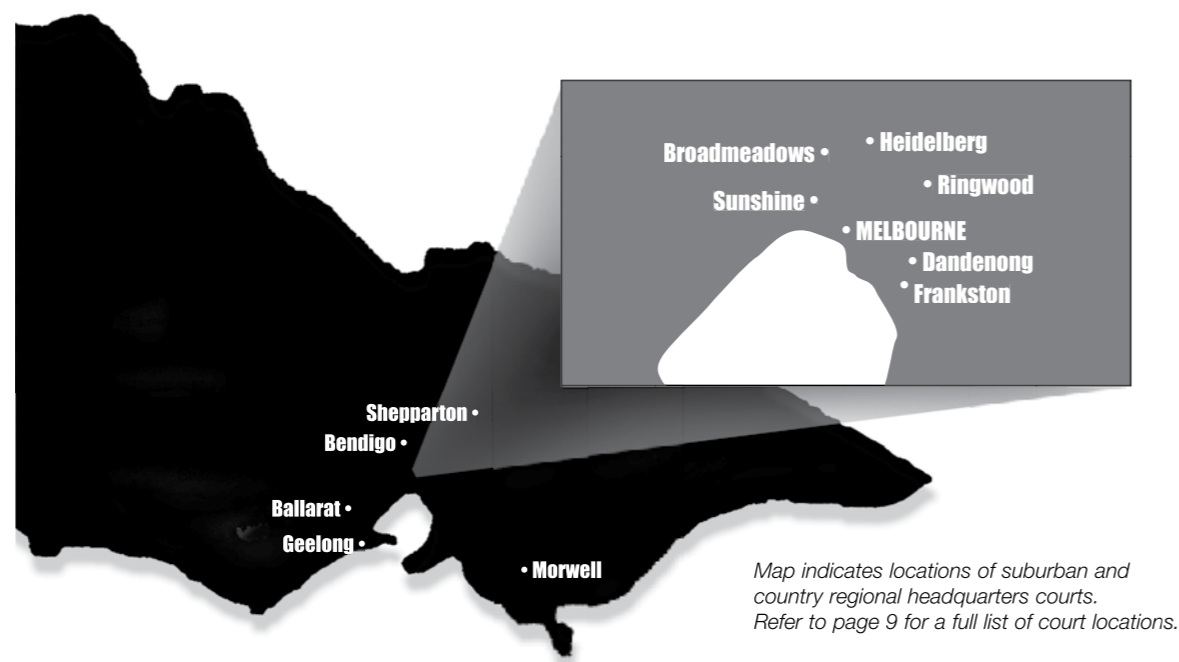 Heidelberg
Broadmeadows
Ringwood
Sunshine
MELBOURNE
Dandenong
Frankston
Shepparton
Bendigo
Ballarat
Geelong
Morwell
Map indicates locations of suburban and
country regional headquarters courts.
Refer to page 9 for a full list of court locations.